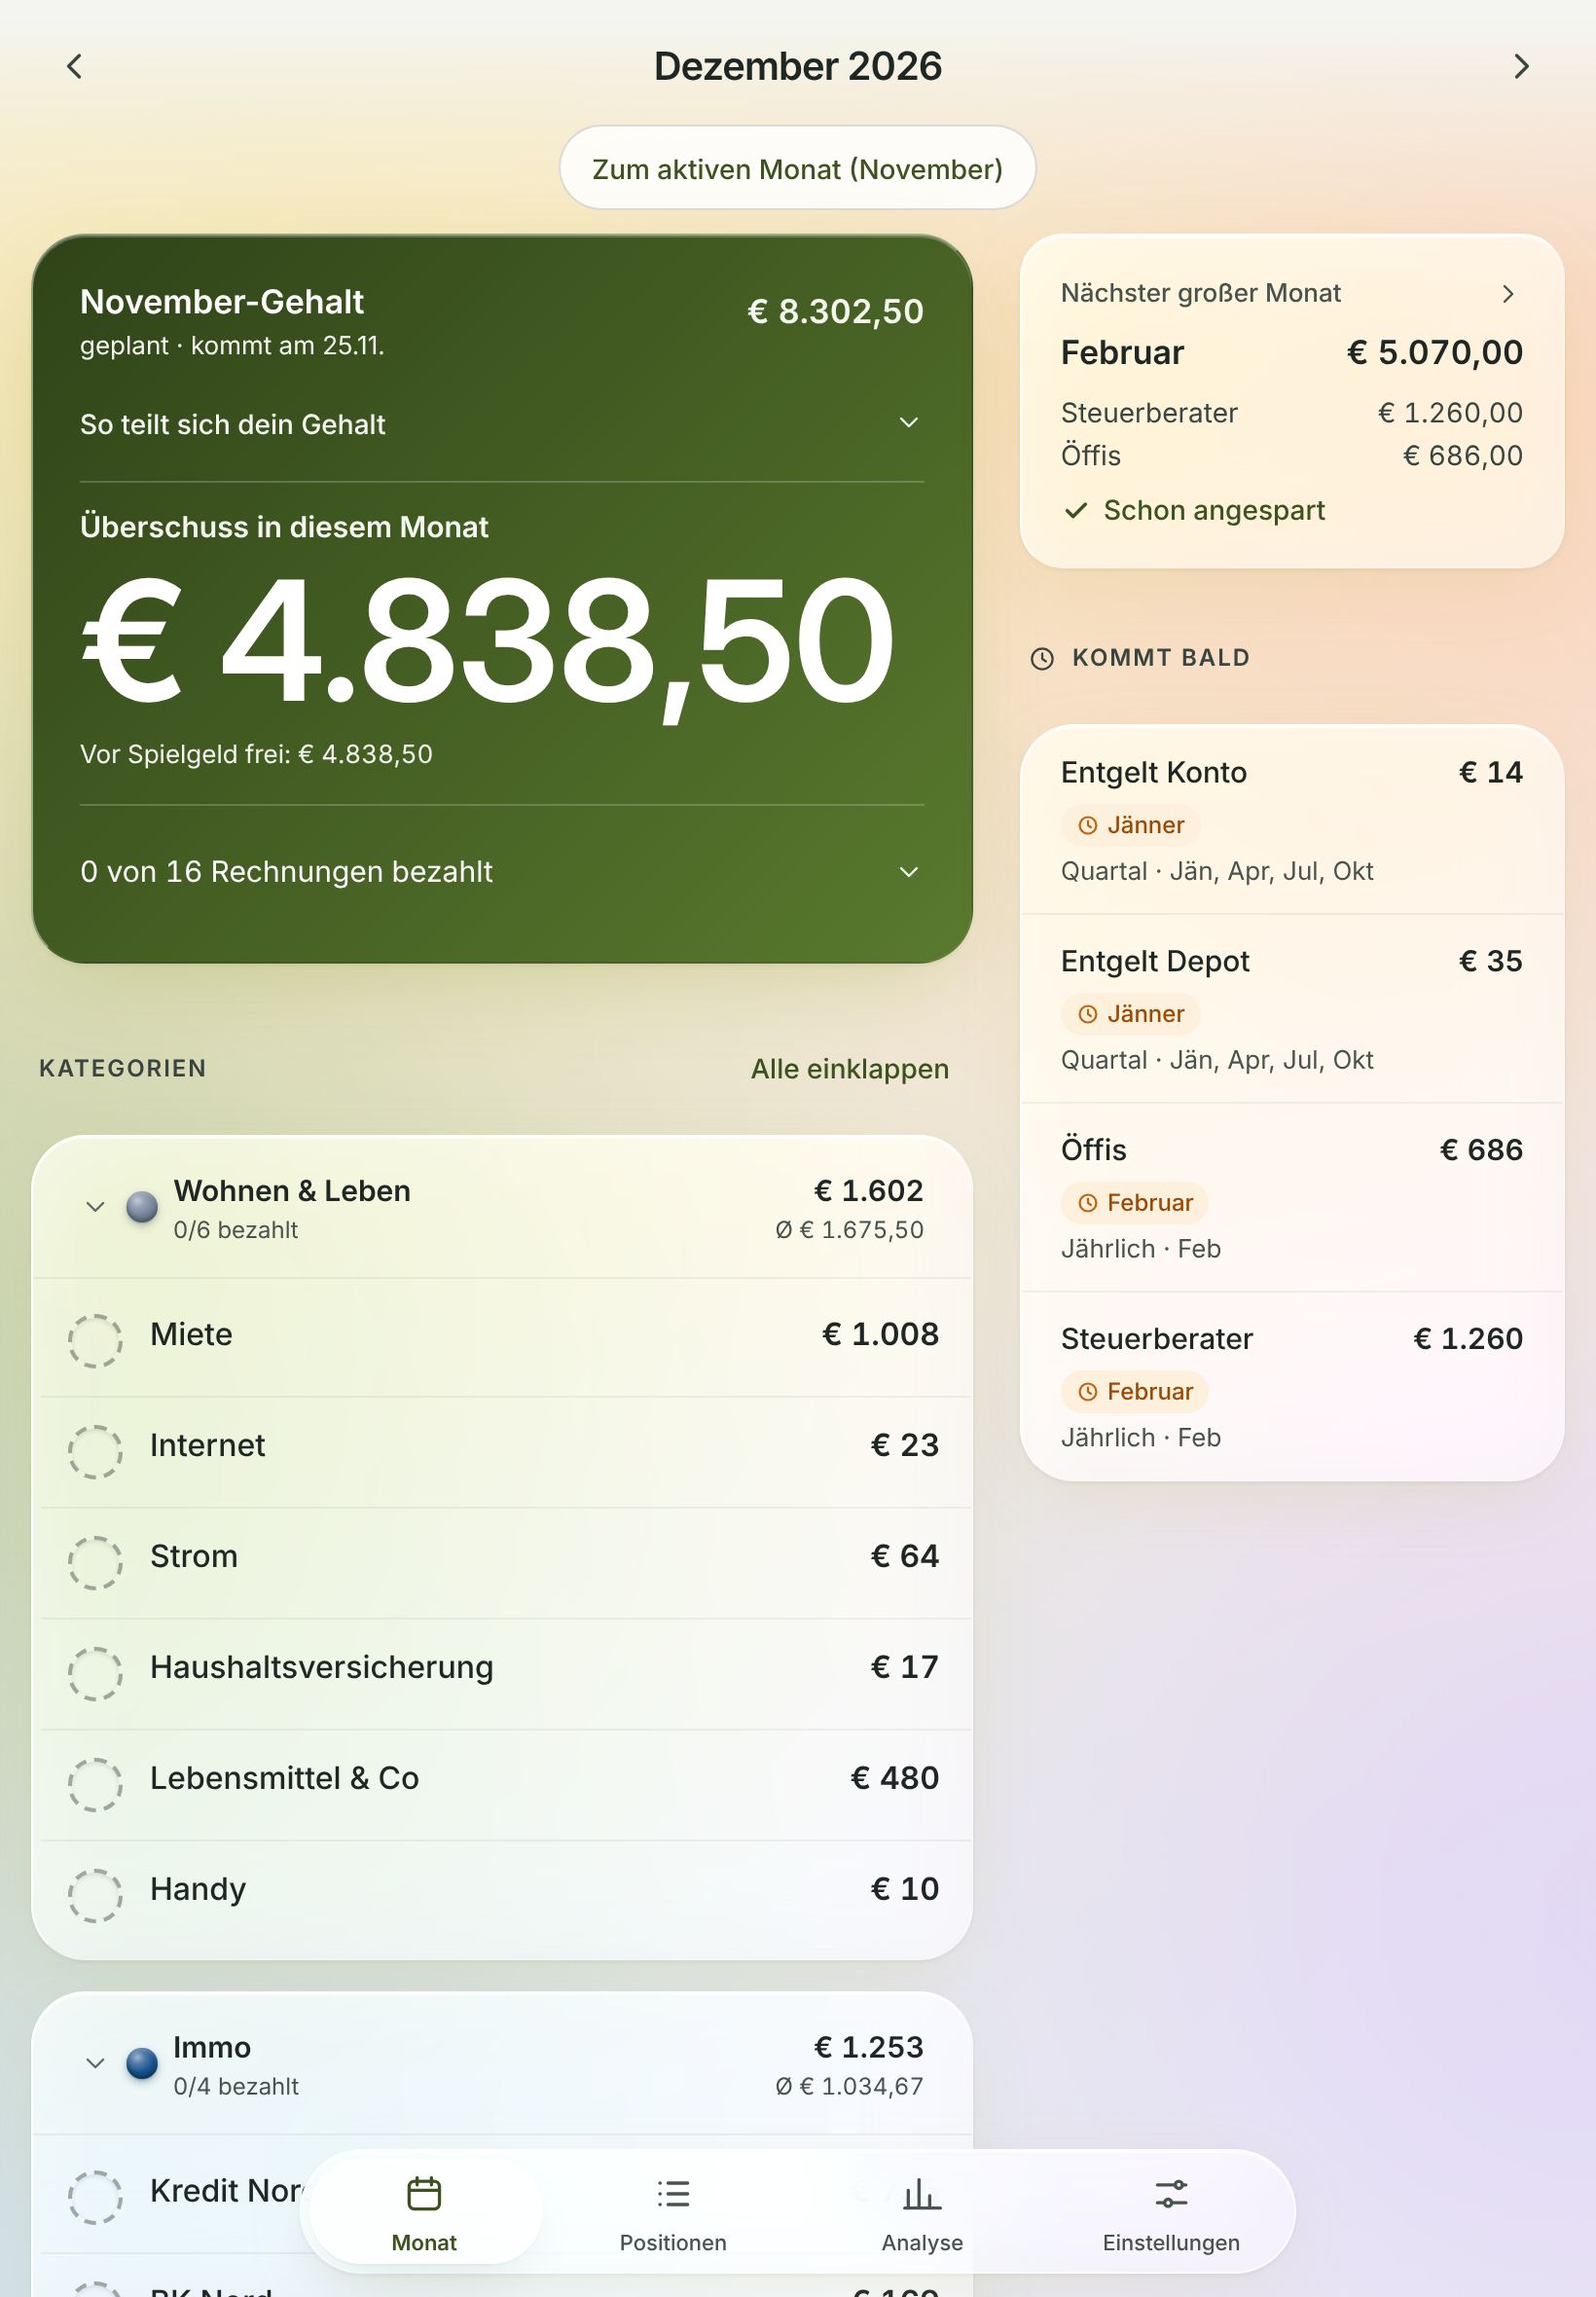 Dezember 2026
Zum aktiven Monat (November)
November-Gehalt
€ 8.302,50
geplant · kommt am 25.11.
So teilt sich dein Gehalt
Überschuss in diesem Monat
€ 4.838,50
Vor Spielgeld frei: € 4.838,50
0 von 16 Rechnungen bezahlt
Nächster großer Monat
Februar € 5.070,00
Steuerberater € 1.260,00
Öffis € 686,00
Schon angespart
KOMMT BALD
Entgelt Konto € 14
Jänner
Quartal · Jän, Apr, Jul, Okt
Entgelt Depot € 35
Jänner
Quartal · Jän, Apr, Jul, Okt
Öffis € 686
Februar
Jährlich · Feb
Steuerberater € 1.260
Februar
Jährlich · Feb
KATEGORIEN Alle einklappen
Wohnen & Leben € 1.602
0/6 bezahlt Ø € 1.675,50
Miete € 1.008
Internet € 23
Strom € 64
Haushaltsversicherung € 17
Lebensmittel & Co € 480
Handy € 10
Immo € 1.253
0/4 bezahlt Ø € 1.034,67
Kredit
Monat Positionen Analyse Einstellungen